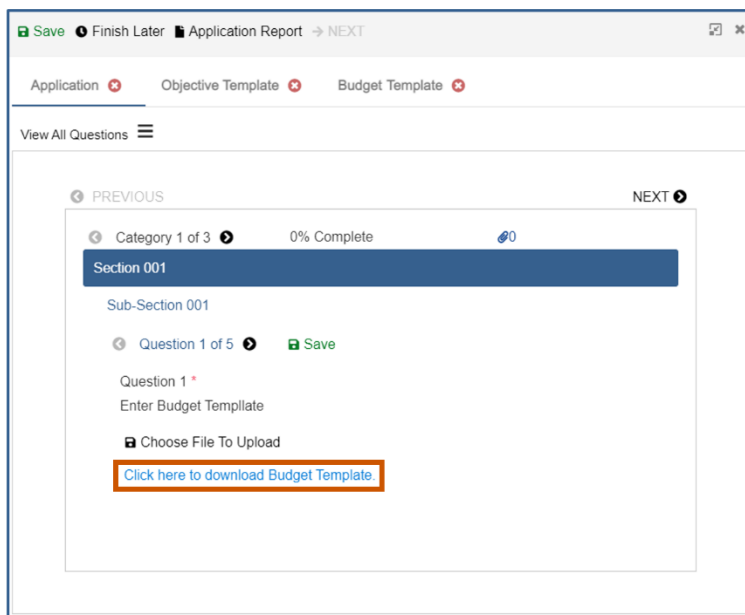 Save Finish Later Application Report NEXT
Application Objective Template Budget Template
View All Questions
PREVIOUS NEXT
Category 1 of 3 0% Complete 0
Section 001
Sub-Section 001
Question 1 of 5 Save
Question 1 *
Enter Budget Templlate
Choose File To Upload
Click here to download Budget Template.